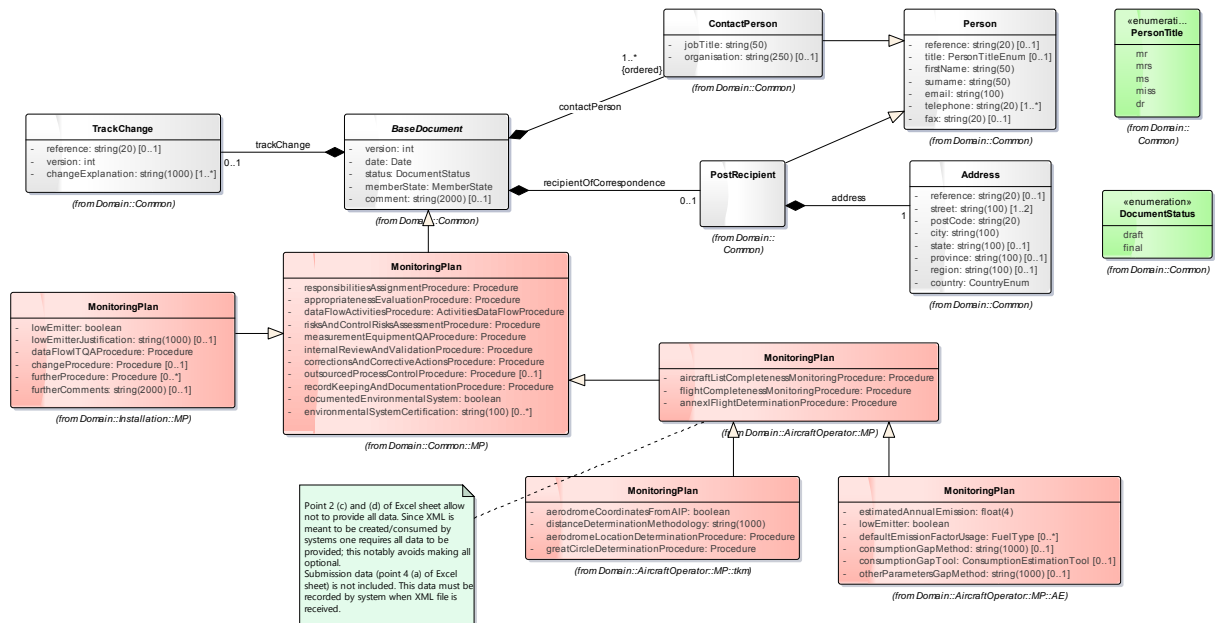 ContactPerson
- jobTitle: string(50)
- organisation: string(250) [0..1]
(from Domain::Common)
Person
- reference: string(20) [0..1]
- title: PersonTitleEnum [0..1]
- firstName: string(50)
- surname: string(50)
- email: string(100)
- telephone: string(20) [1..*]
- fax: string(20) [0..1]
(from Domain::Common)
«enumerati...
PersonTitle
mr
mrs
ms
miss
dr
(from Domain::
Common)
1..*
{ordered}
contactPerson
TrackChange
- reference: string(20) [0..1]
- version: int
- changeExplanation: string(1000) [1..*]
(from Domain::Common)
trackChange
0..1
BaseDocument
- version: int
- date: Date
- status: DocumentStatus
- memberState: MemberState
- comment: string(2000) [0..1]
(from Domain::Common)
recipientOfCorrespondence
0..1
PostRecipient
(from Domain::
Common)
address
1
Address
- reference: string(20) [0..1]
- street: string(100) [1..2]
- postCode: string(20)
- city: string(100)
- state: string(100) [0..1]
- province: string(100) [0..1]
- region: string(100) [0..1]
- country: CountryEnum
(from Domain::Common)
«enumeration»
DocumentStatus
draft
final
(from Domain::Common)
MonitoringPlan
- responsibilitiesAssignmentProcedure: Procedure
- appropriatenessEvaluationProcedure: Procedure
- dataFlowActivitiesProcedure: ActivitiesDataFlowProcedure
- risksAndControlRisksAssessmentProcedure: Procedure
- measurementEquipmentQAProcedure: Procedure
- internalReviewAndValidationProcedure: Procedure
- correctionsAndCorrectiveActionsProcedure: Procedure
- outsourcedProcessControlProcedure: Procedure [0..1]
- recordKeepingAndDocumentationProcedure: Procedure
- documentedEnvironmentalSystem: boolean
- environmentalSystemCertification: string(100) [0..*]
(from Domain::Common::MP)
MonitoringPlan
- lowEmitter: boolean
- lowEmitterJustification: string(1000) [0..1]
- dataFlowITQAProcedure: Procedure
- changeProcedure: Procedure [0..1]
- furtherProcedure: Procedure [0..*]
- furtherComments: string(2000) [0..1]
(from Domain::Installation::MP)
MonitoringPlan
- aircraftListCompletenessMonitoringProcedure: Procedure
- flightCompletenessMonitoringProcedure: Procedure
- annexIFlightDeterminationProcedure: Procedure
(from Domain::AircraftOperator::MP)
Point 2 (c) and (d) of Excel sheet allow
not to provide all data. Since XML is
meant to be created/consumed by
systems one requires all data to be
provided; this notably avoids making all
optional.
Submission data (point 4 (a) of Excel
sheet) is not included. This data must be
recorded by system when XML file is
received.
MonitoringPlan
- aerodromeCoordinatesFromAIP: boolean
- distanceDeterminationMethodology: string(1000)
- aerodromeLocationDeterminationProcedure: Procedure
- greatCircleDeterminationProcedure: Procedure
(from Domain::AircraftOperator::MP::tkm)
MonitoringPlan
- estimatedAnnualEmission: float(4)
- lowEmitter: boolean
- defaultEmissionFactorUsage: FuelType [0..*]
- consumptionGapMethod: string(1000) [0..1]
- consumptionGapTool: ConsumptionEstimationTool [0..1]
- otherParametersGapMethod: string(1000) [0..1]
(from Domain::AircraftOperator::MP::AE)